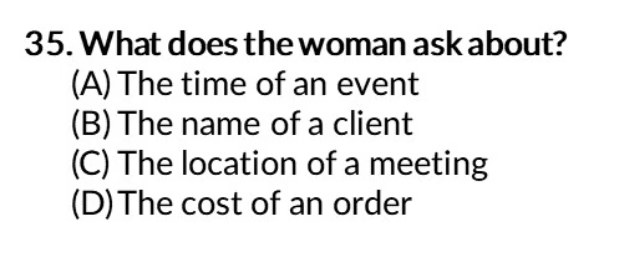 35. What does the woman ask about?
(A) The time of an event
(B) The name of a client
(C) The location of a meeting
(D) The cost of an order